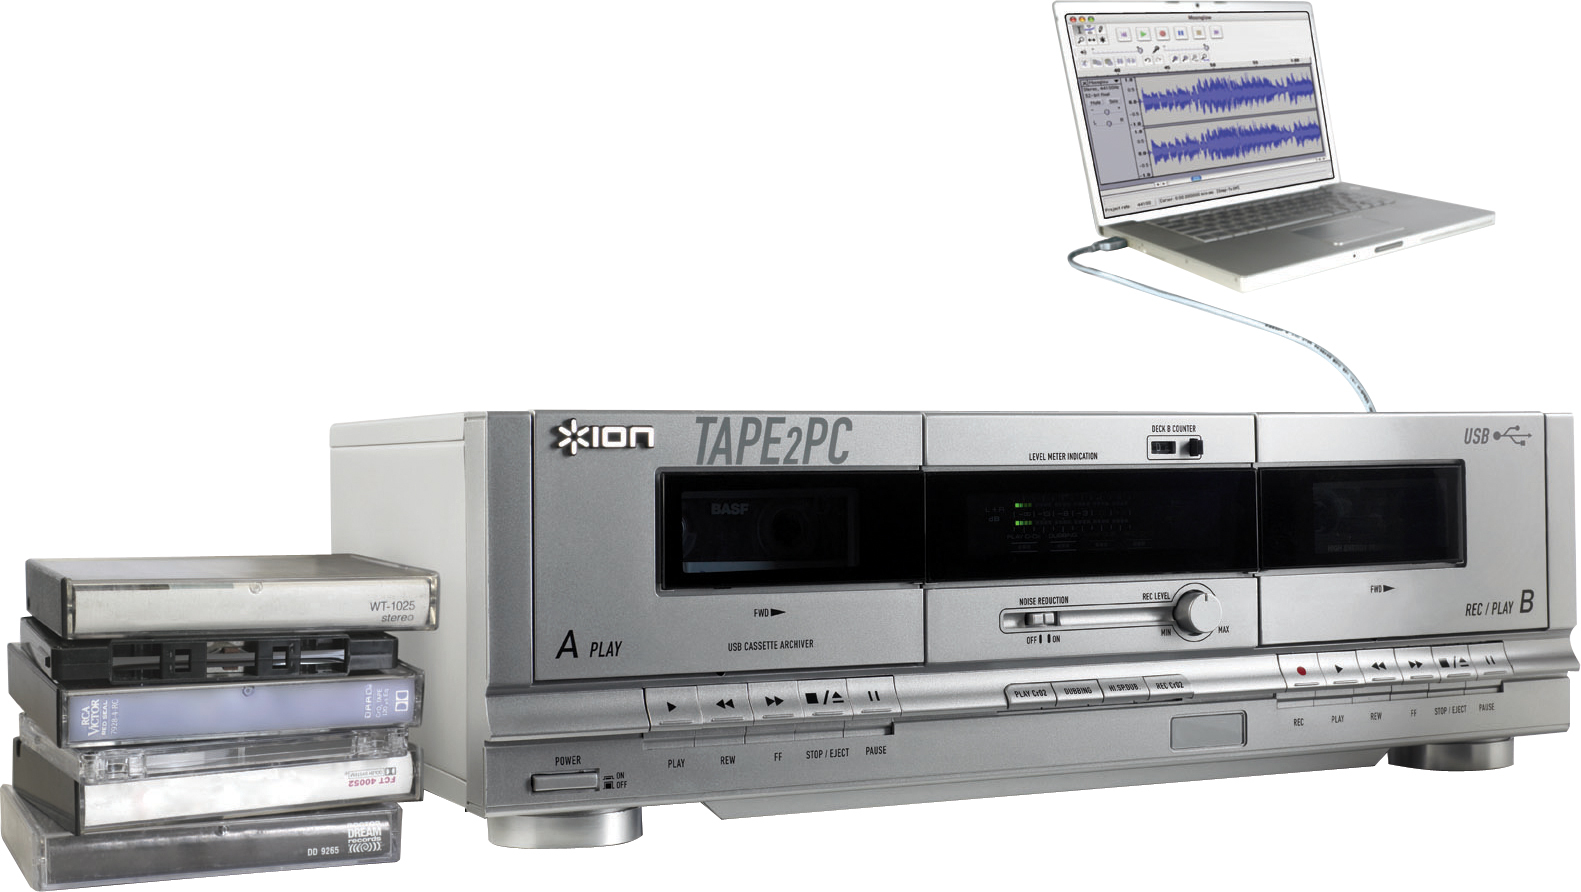 ION
TAPE2PC
DECK B COUNTER
LEVEL METER INDICATION
USB
BASF
L
R
dB
FWD
NOISE REDUCTION
OFF
ON
REC LEVEL
MIN
MAX
FWD
A PLAY
USB CASSETTE ARCHIVER
REC / PLAY B
PLAY CrO2
DUBBING
HI.SP.DUB
REC CrO2
PLAY
REW
FF
STOP / EJECT
PAUSE
REC
PLAY
REW
FF
STOP / EJECT
PAUSE
POWER
ON
OFF
WT-1025
stereo
RCA
VICTOR
RED SEAL
FCT 40052
DREAM
records
DD 9265